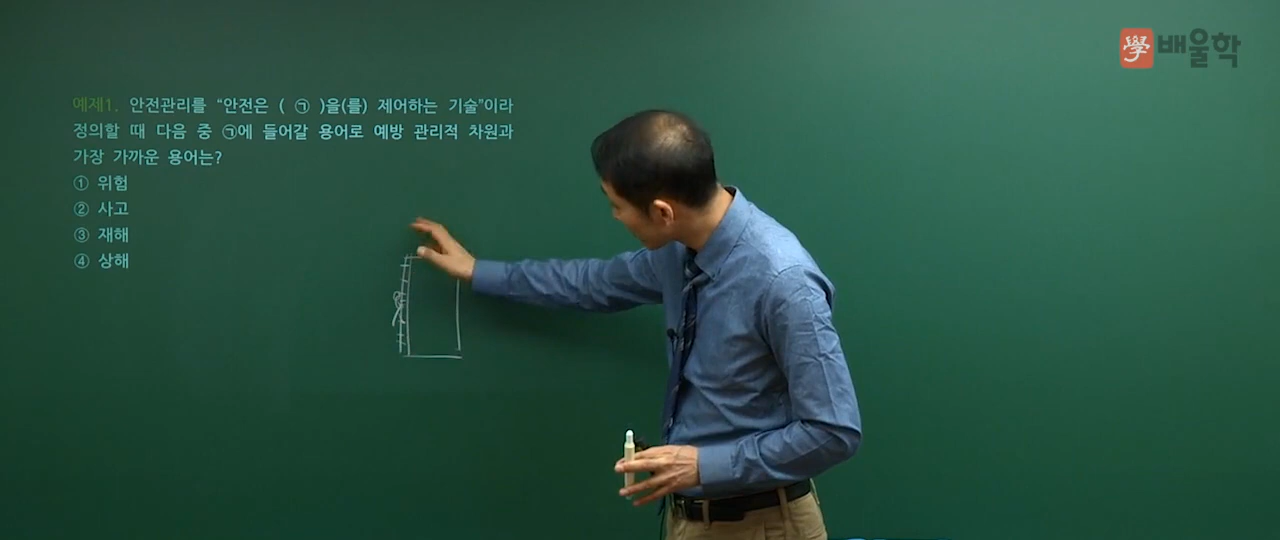 學 배울학
예제1. 안전관리를 “안전은 ( ㉠ )을(를) 제어하는 기술”이라
정의할 때 다음 중 ㉠에 들어갈 용어로 예방 관리적 차원과
가장 가까운 용어는?
① 위험
② 사고
③ 재해
④ 상해